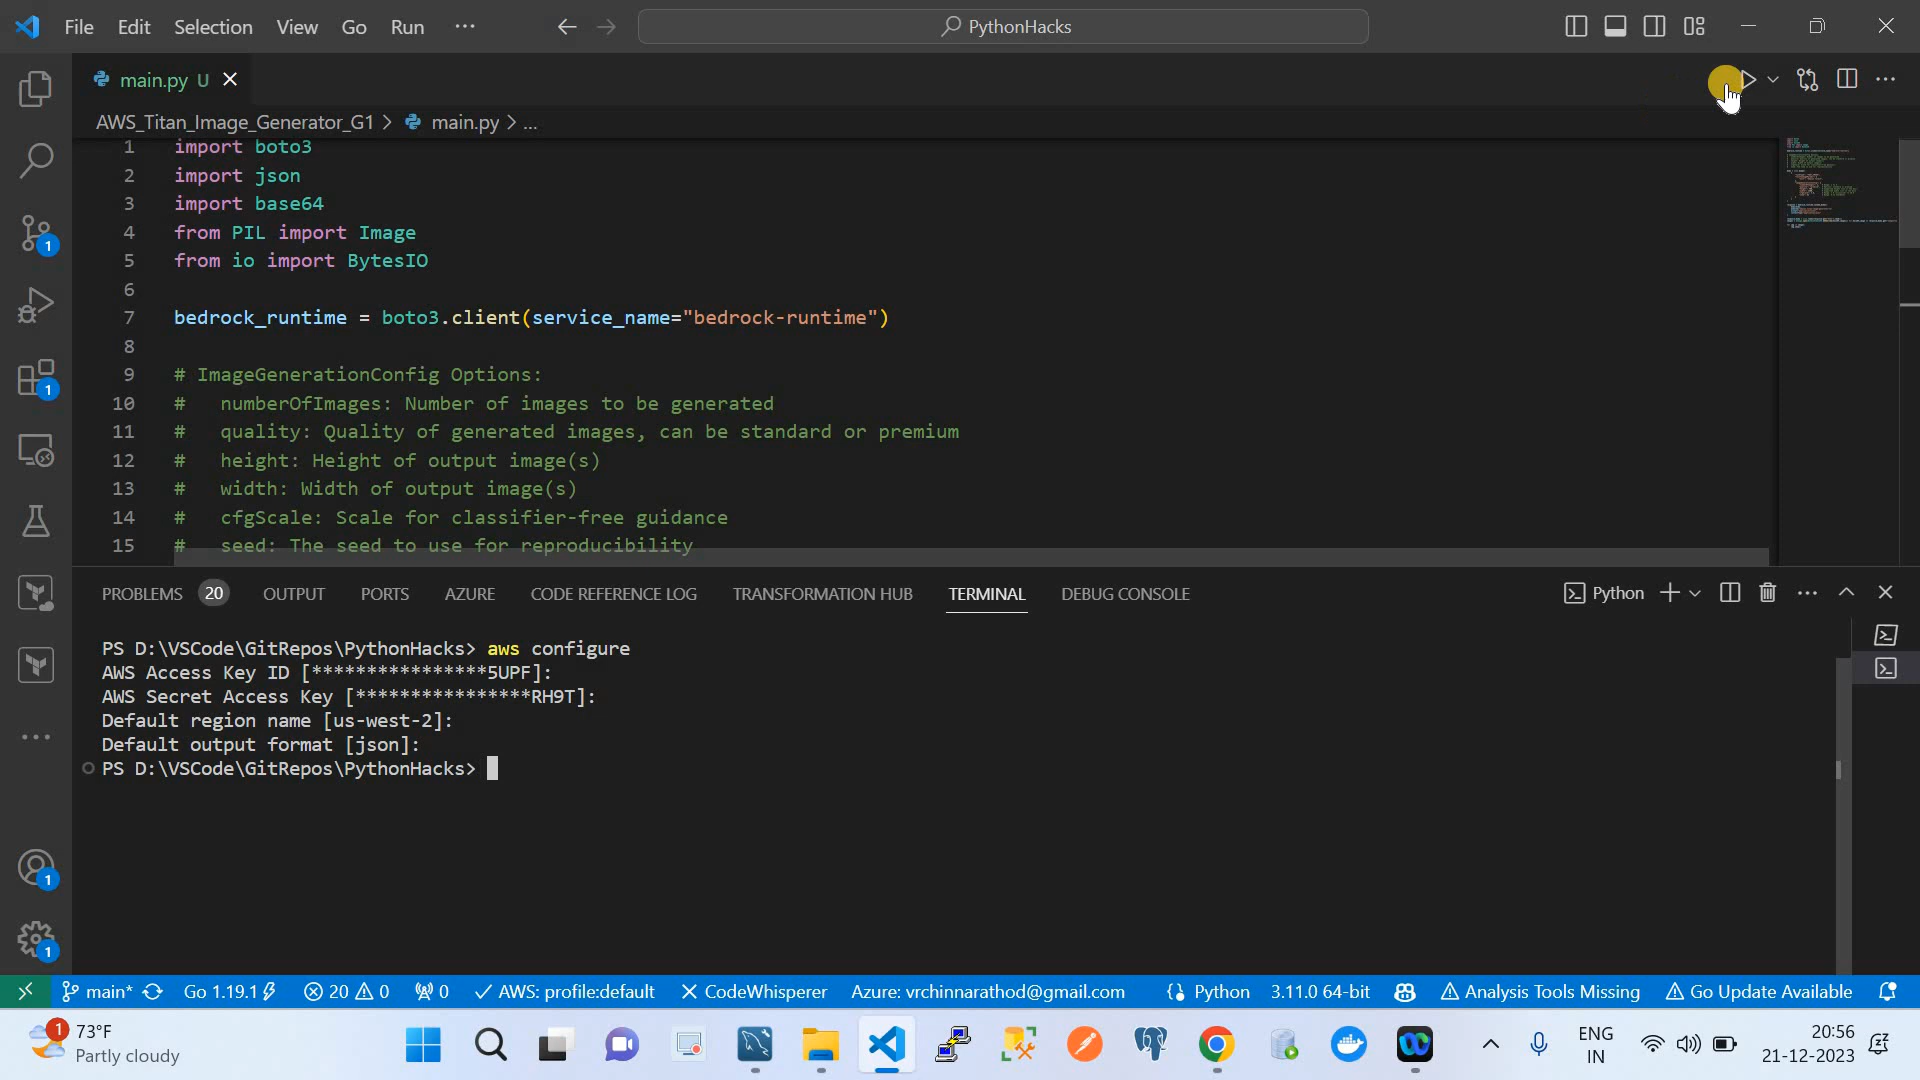 File Edit Selection View Go Run ···
PythonHacks
main.py U
AWS_Titan_Image_Generator_G1 > main.py > ...
1 import boto3
2 import json
3 import base64
4 from PIL import Image
5 from io import BytesIO
6
7 bedrock_runtime = boto3.client(service_name="bedrock-runtime")
8
9 # ImageGenerationConfig Options:
10 #   numberOfImages: Number of images to be generated
11 #   quality: Quality of generated images, can be standard or premium
12 #   height: Height of output image(s)
13 #   width: Width of output image(s)
14 #   cfgScale: Scale for classifier-free guidance
15 #   seed: The seed to use for reproducibility
1
1
1
1
PROBLEMS 20 OUTPUT PORTS AZURE CODE REFERENCE LOG TRANSFORMATION HUB TERMINAL DEBUG CONSOLE Python
PS D:\VSCode\GitRepos\PythonHacks> aws configure
AWS Access Key ID [****************5UPF]:
AWS Secret Access Key [****************RH9T]:
Default region name [us-west-2]:
Default output format [json]:
PS D:\VSCode\GitRepos\PythonHacks>
main* Go 1.19.1 20 0 0 AWS: profile:default CodeWhisperer Azure: vrchinnarathod@gmail.com Python 3.11.0 64-bit Analysis Tools Missing Go Update Available
1 73°F
Partly cloudy
ENG
IN
20:56
21-12-2023